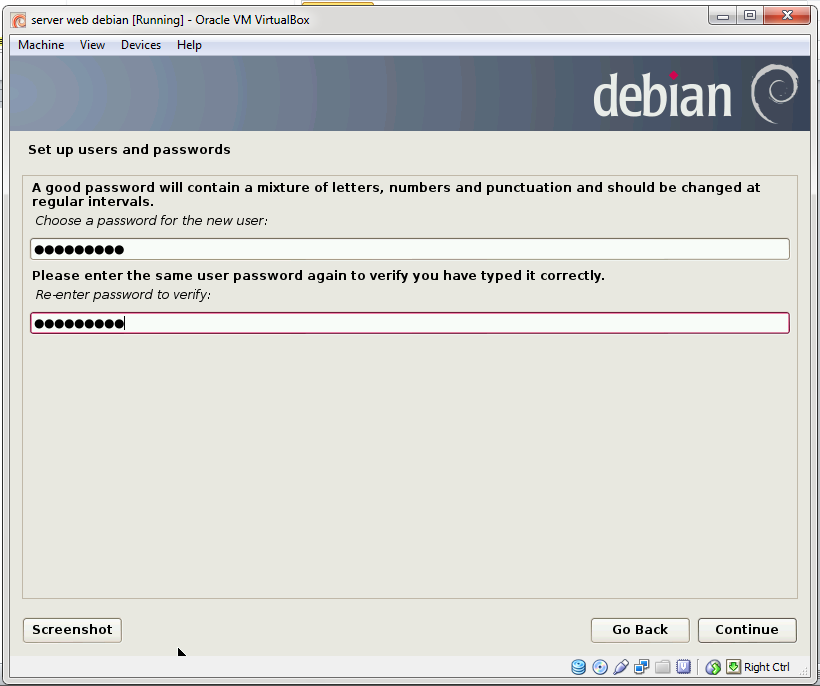 server web debian [Running] - Oracle VM VirtualBox
Machine View Devices Help
debian
Set up users and passwords
A good password will contain a mixture of letters, numbers and punctuation and should be changed at
regular intervals.
Choose a password for the new user:
●●●●●●●●●
Please enter the same user password again to verify you have typed it correctly.
Re-enter password to verify:
●●●●●●●●●
Screenshot Go Back Continue
Right Ctrl